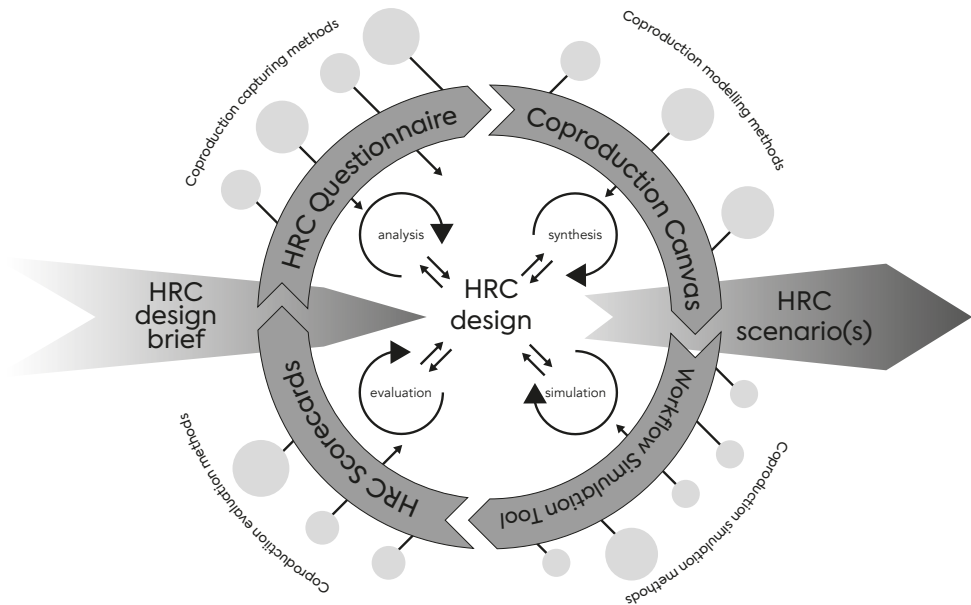 Coproduction capturing methods
Coproduction modelling methods
HRC Questionnaire
Coproduction Canvas
analysis
synthesis
HRC
design
brief
HRC
design
HRC
scenario(s)
evaluation
simulation
HRC Scorecards
Workflow Simulation Tool
Coproductiion evaluation methods
Coproduction simulation methods